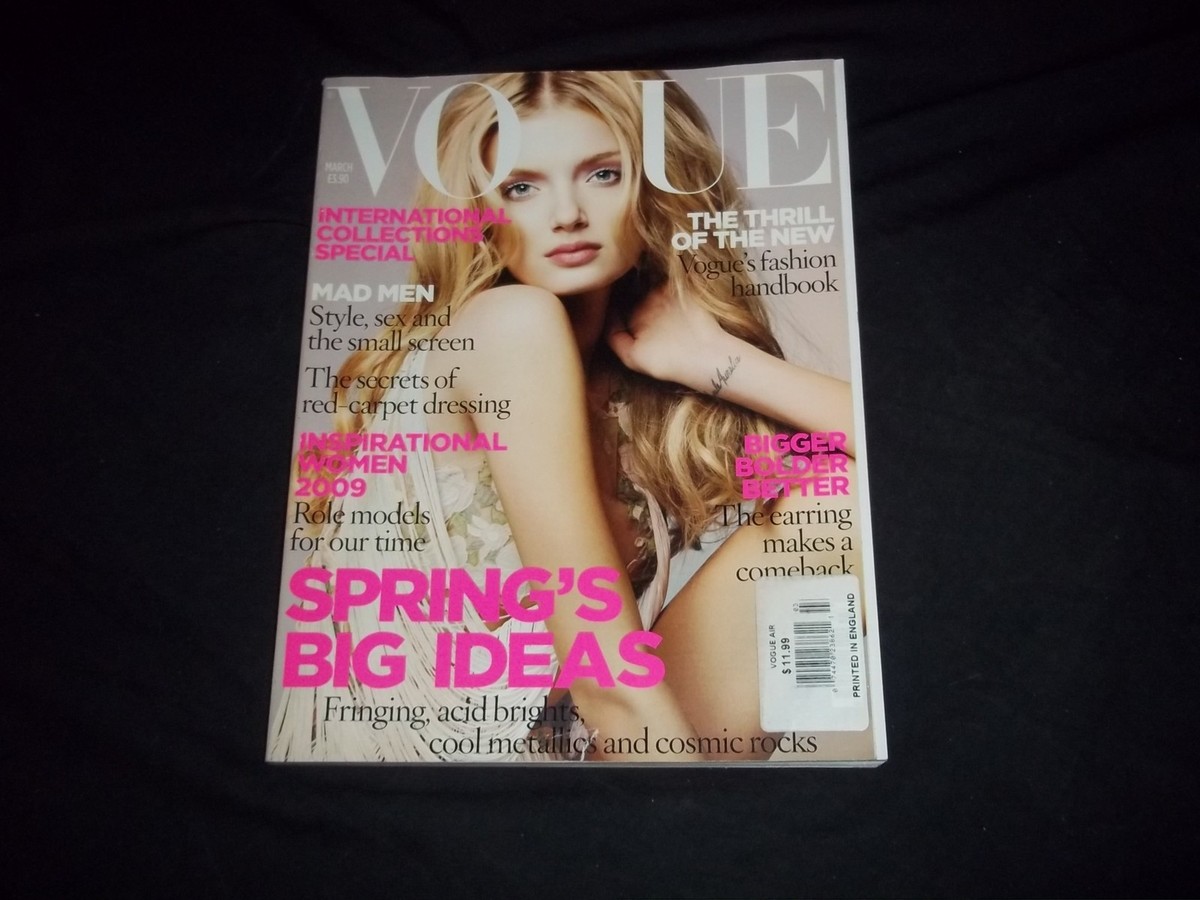 VOGUE
MARCH
£3.90
INTERNATIONAL
COLLECTIONS
SPECIAL
MAD MEN
Style, sex and
the small screen
The secrets of
red-carpet dressing
INSPIRATIONAL
WOMEN
2009
Role models
for our time
THE THRILL
OF THE NEW
Vogue's fashion
handbook
BIGGER
BOLDER
BETTER
The earring
makes a
comeback
SPRING'S
BIG IDEAS
Fringing, acid brights,
cool metallics and cosmic rocks
VOGUE AIR
$11.99
03
PRINTED IN ENGLAND